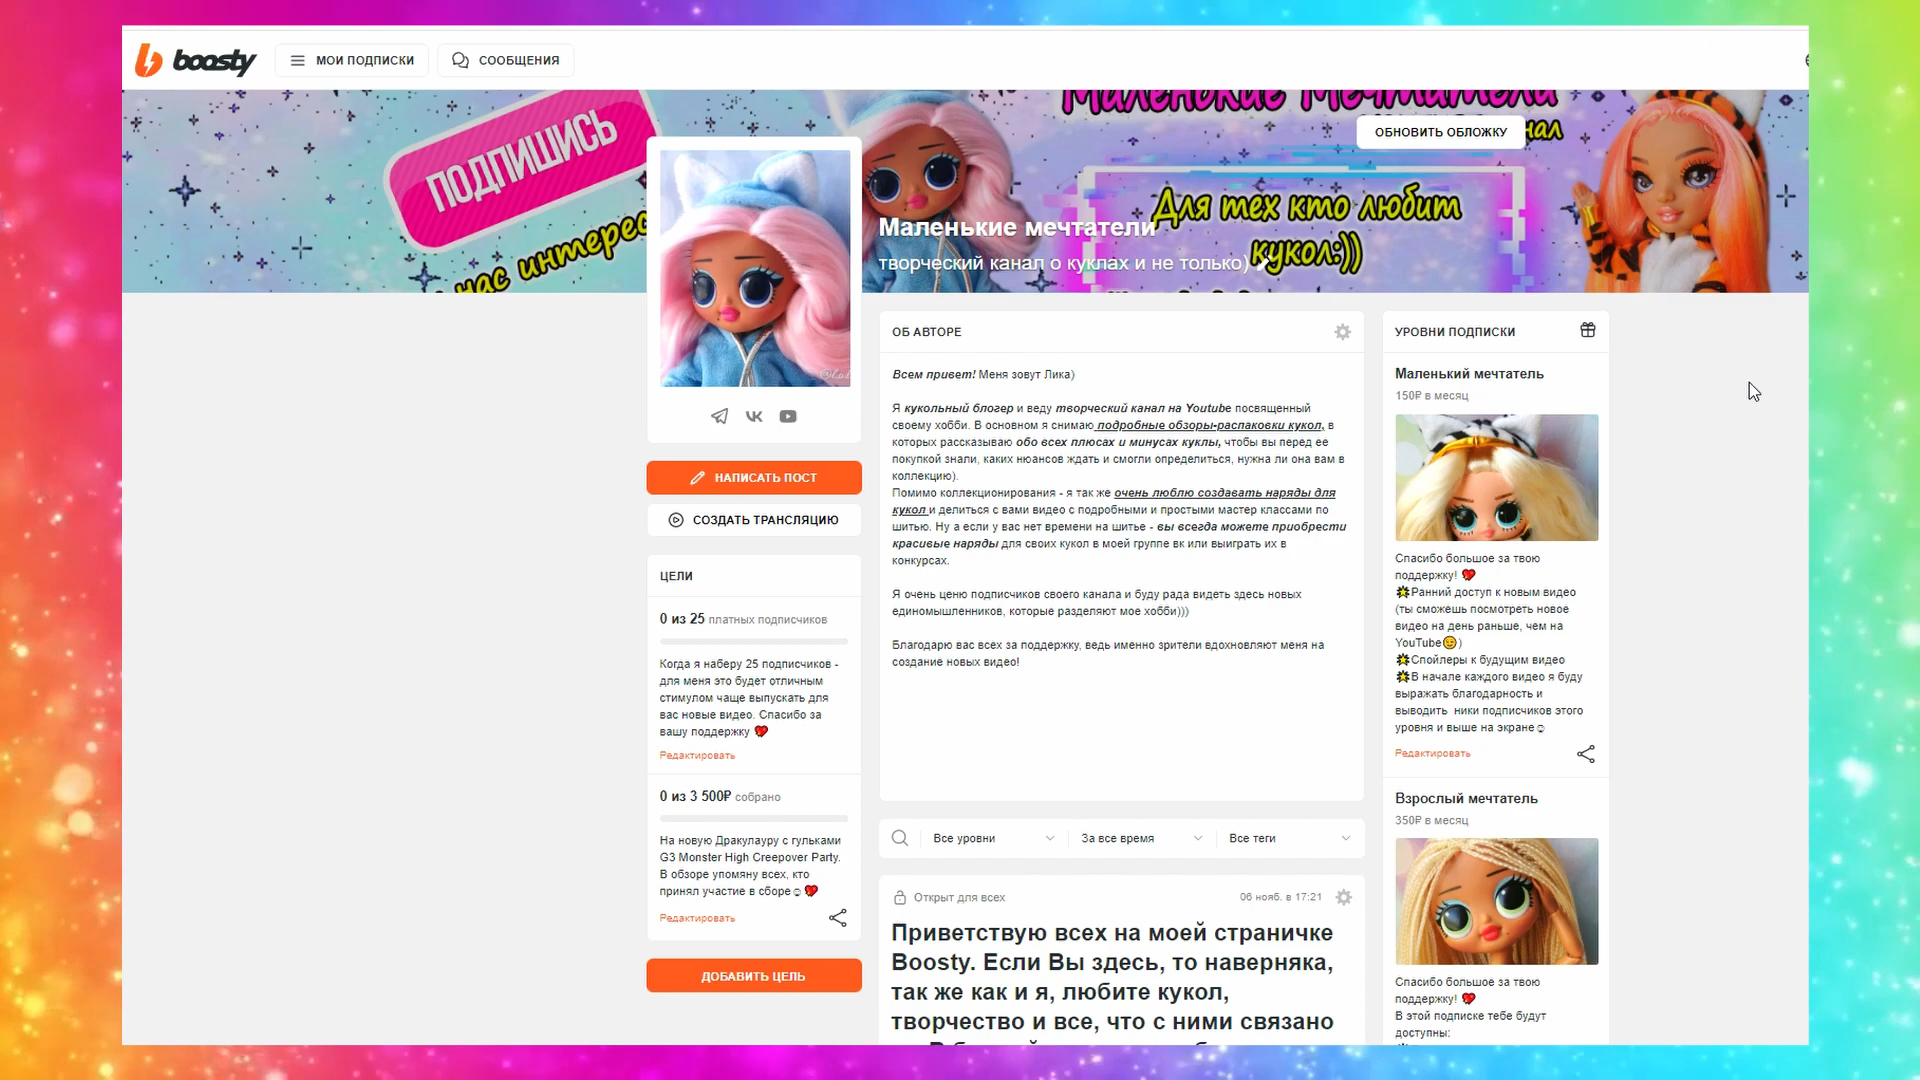 boosty
МОИ ПОДПИСКИ
СООБЩЕНИЯ
ПОДПИШИСЬ
нас интерес
Маленькие Мечтатели
ОБНОВИТЬ ОБЛОЖКУ
нал
Для тех кто любит
кукол:))
Маленькие мечтатели
творческий канал о куклах и не только)
ОБ АВТОРЕ
Всем привет! Меня зовут Лика)
Я кукольный блогер и веду творческий канал на Youtube посвященный
своему хобби. В основном я снимаю подробные обзоры-распаковки кукол, в
которых рассказываю обо всех плюсах и минусах куклы, чтобы вы перед ее
покупкой знали, каких нюансов ждать и смогли определиться, нужна ли она вам в
коллекцию).
Помимо коллекционирования - я так же очень люблю создавать наряды для
кукол и делиться с вами видео с подробными и простыми мастер классами по
шитью. Ну а если у вас нет времени на шитье - вы всегда можете приобрести
красивые наряды для своих кукол в моей группе вк или выиграть их в
конкурсах.
Я очень ценю подписчиков своего канала и буду рада видеть здесь новых
единомышленников, которые разделяют мое хобби)))
Благодарю вас всех за поддержку, ведь именно зрители вдохновляют меня на
создание новых видео!
НАПИСАТЬ ПОСТ
СОЗДАТЬ ТРАНСЛЯЦИЮ
ЦЕЛИ
0 из 25 платных подписчиков
Когда я наберу 25 подписчиков -
для меня это будет отличным
стимулом чаще выпускать для
вас новые видео. Спасибо за
вашу поддержку
Редактировать
0 из 3 500₽ собрано
На новую Дракулауру с гульками
G3 Monster High Creepover Party.
В обзоре упомяну всех, кто
принял участие в сборе
Редактировать
ДОБАВИТЬ ЦЕЛЬ
Все уровни
За все время
Все теги
Открыт для всех
06 нояб. в 17:21
Приветствую всех на моей страничке
Boosty. Если Вы здесь, то наверняка,
так же как и я, любите кукол,
творчество и все, что с ними связано
УРОВНИ ПОДПИСКИ
Маленький мечтатель
150₽ в месяц
Спасибо большое за твою
поддержку!
Ранний доступ к новым видео
(ты сможешь посмотреть новое
видео на день раньше, чем на
YouTube)
Спойлеры к будущим видео
В начале каждого видео я буду
выражать благодарность и
выводить ники подписчиков этого
уровня и выше на экране
Редактировать
Взрослый мечтатель
350₽ в месяц
Спасибо большое за твою
поддержку!
В этой подписке тебе будут
доступны: